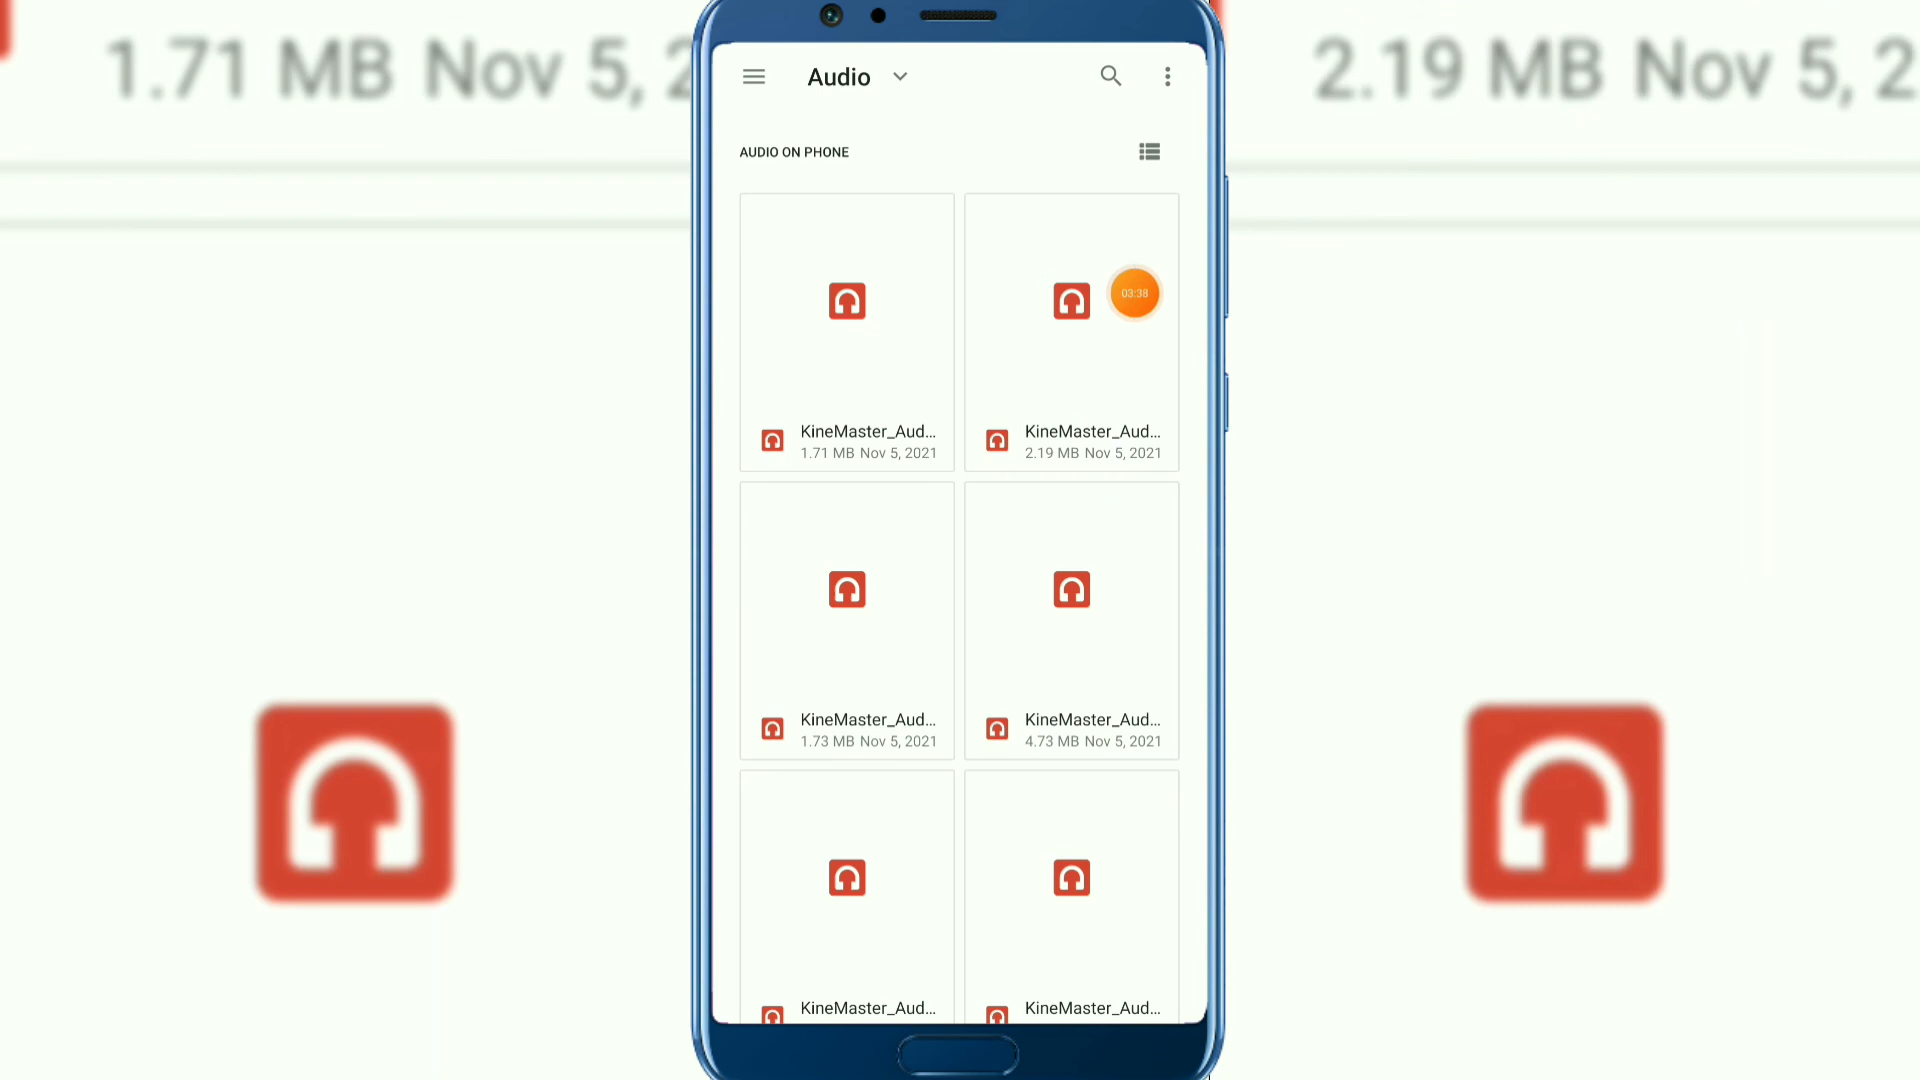 1.71 MB Nov 5, 2
2.19 MB Nov 5, 2
Audio
AUDIO ON PHONE
03:38
KineMaster_Aud...
1.71 MB Nov 5, 2021
KineMaster_Aud...
2.19 MB Nov 5, 2021
KineMaster_Aud...
1.73 MB Nov 5, 2021
KineMaster_Aud...
4.73 MB Nov 5, 2021
KineMaster_Aud...
KineMaster_Aud...